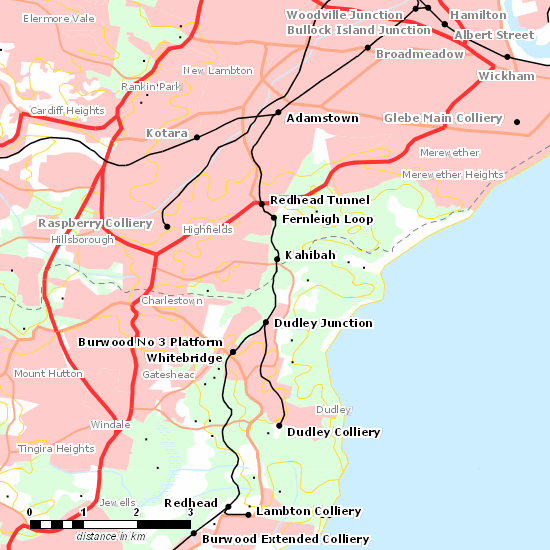 Elermore Vale
Woodville Junction
Hamilton
Bullock Island Junction
Albert Street
Broadmeadow
New Lambton
Wickham
Rankin Park
Cardiff Heights
Adamstown
Glebe Main Colliery
Kotara
Merewether
Merewether Heights
Redhead Tunnel
Fernleigh Loop
Raspberry Colliery
Highfields
Hillsborough
Kahibah
Charlestown
Dudley Junction
Burwood No 3 Platform
Whitebridge
Mount Hutton
Gateshead
Dudley
Windale
Dudley Colliery
Tingira Heights
Jewells
Redhead
Lambton Colliery
0 1 2 3
distance in km
Burwood Extended Colliery